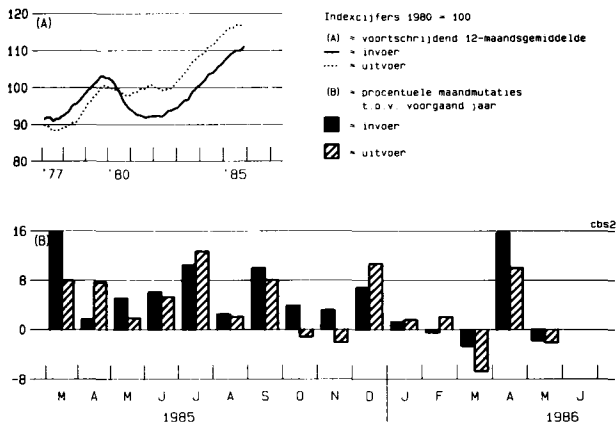 (A)
120
110
100
90
80
'77 '80 '85
Indexcijfers 1980 = 100
(A) = voortschrijdend 12-maandsgemiddelde
= invoer
= uitvoer
(B) = procentuele maandmutaties
t.o.v. voorgaand jaar
= invoer
= uitvoer
cbs2
(B)
16
8
0
-8
M A M J J A S O N D J F M A M J
1985 1986